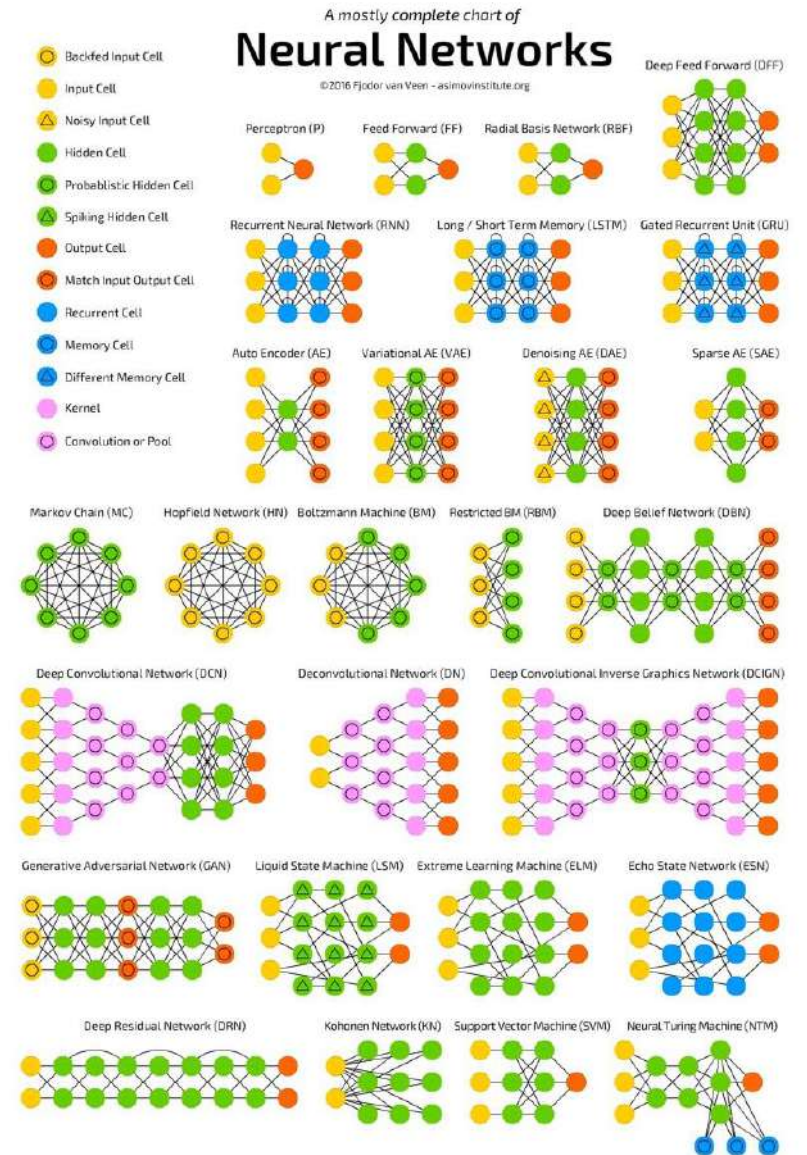 A mostly complete chart of
Neural Networks
©2016 Fjodor van Veen - asimovinstitute.org
Backfed Input Cell
Input Cell
Noisy Input Cell
Hidden Cell
Probablistic Hidden Cell
Spiking Hidden Cell
Output Cell
Match Input Output Cell
Recurrent Cell
Memory Cell
Different Memory Cell
Kernel
Convolution or Pool
Perceptron (P)
Feed Forward (FF)
Radial Basis Network (RBF)
Deep Feed Forward (DFF)
Recurrent Neural Network (RNN)
Long / Short Term Memory (LSTM)
Gated Recurrent Unit (GRU)
Auto Encoder (AE)
Variational AE (VAE)
Denoising AE (DAE)
Sparse AE (SAE)
Markov Chain (MC)
Hopfield Network (HN)
Boltzmann Machine (BM)
Restricted BM (RBM)
Deep Belief Network (DBN)
Deep Convolutional Network (DCN)
Deconvolutional Network (DN)
Deep Convolutional Inverse Graphics Network (DCIGN)
Generative Adversarial Network (GAN)
Liquid State Machine (LSM)
Extreme Learning Machine (ELM)
Echo State Network (ESN)
Deep Residual Network (DRN)
Kohonen Network (KN)
Support Vector Machine (SVM)
Neural Turing Machine (NTM)